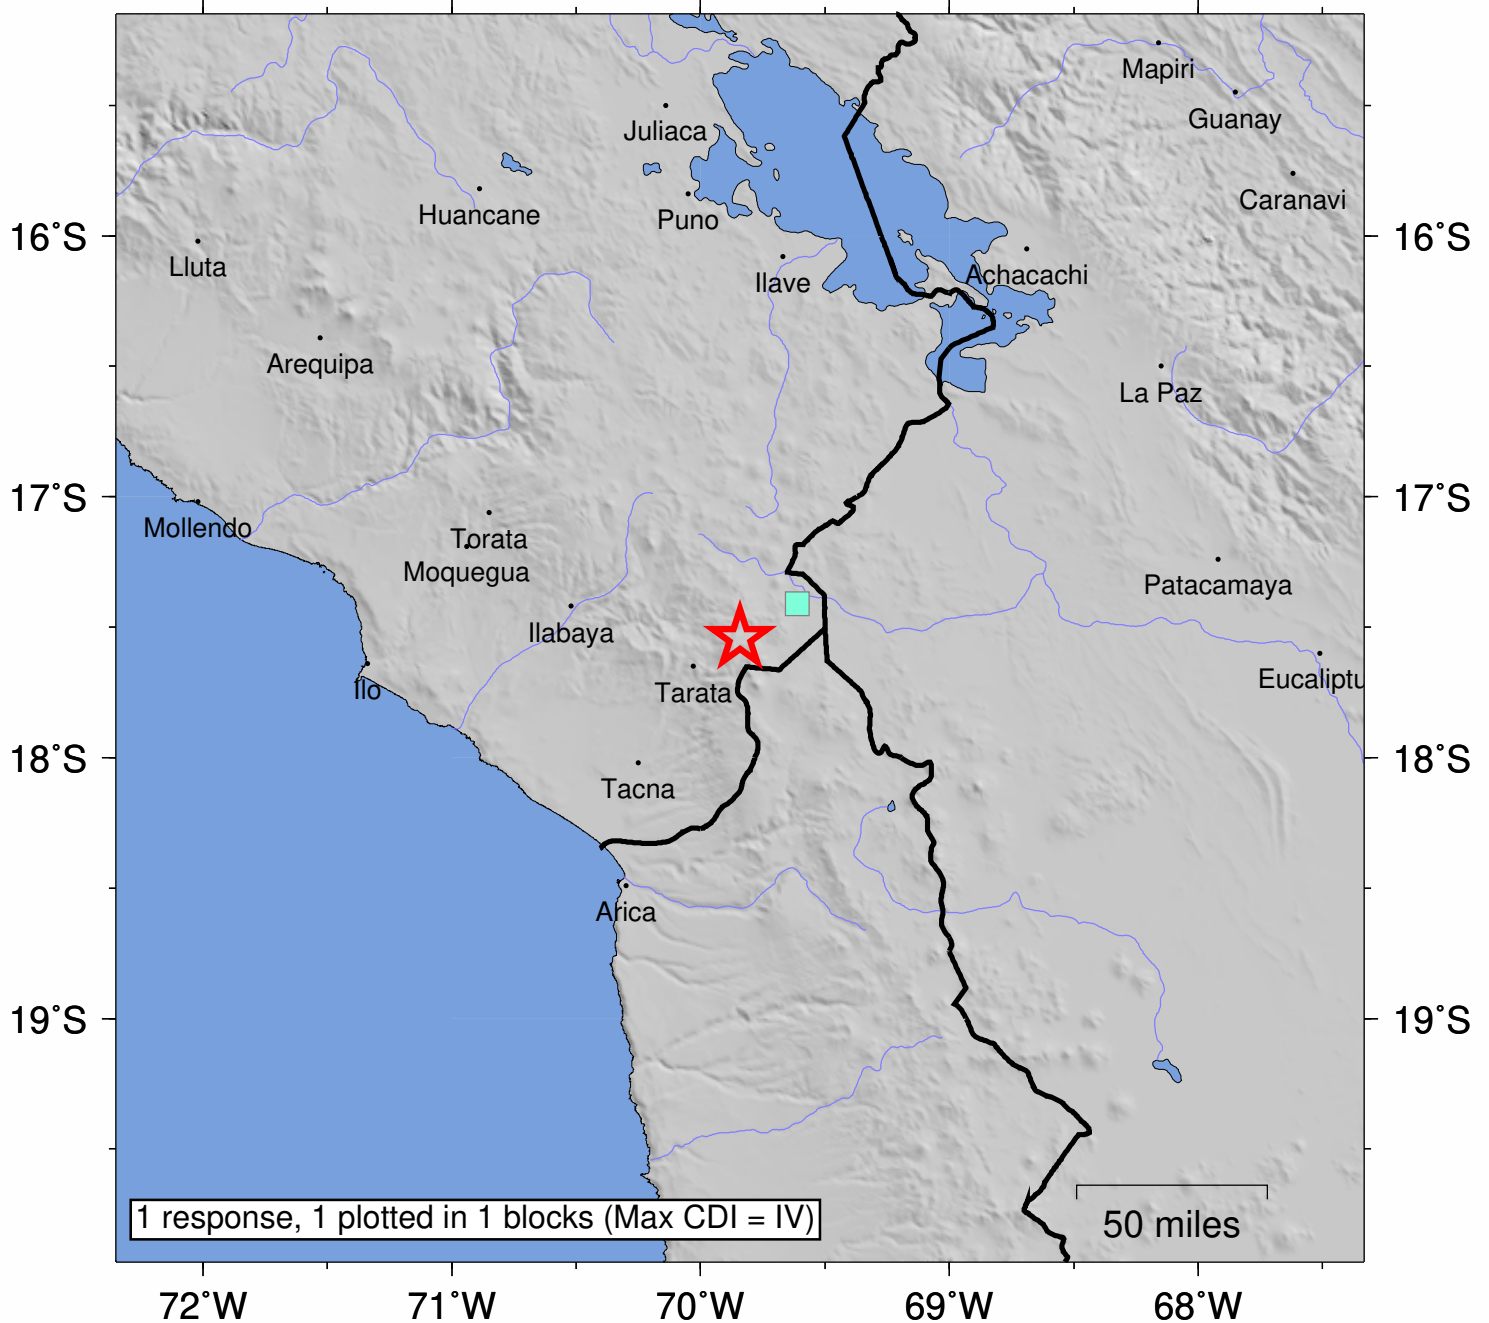 Mapiri
Guanay
Juliaca
Caranavi
Huancane
Puno
16°S
16°S
Lluta
Ilave
Achacachi
Arequipa
La Paz
17°S
17°S
Mollendo
Torata
Moquegua
Patacamaya
Ilabaya
Tarata
Eucaliptu
Ilo
18°S
18°S
Tacna
Arica
19°S
19°S
1 response, 1 plotted in 1 blocks (Max CDI = IV)
50 miles
72°W
71°W
70°W
69°W
68°W